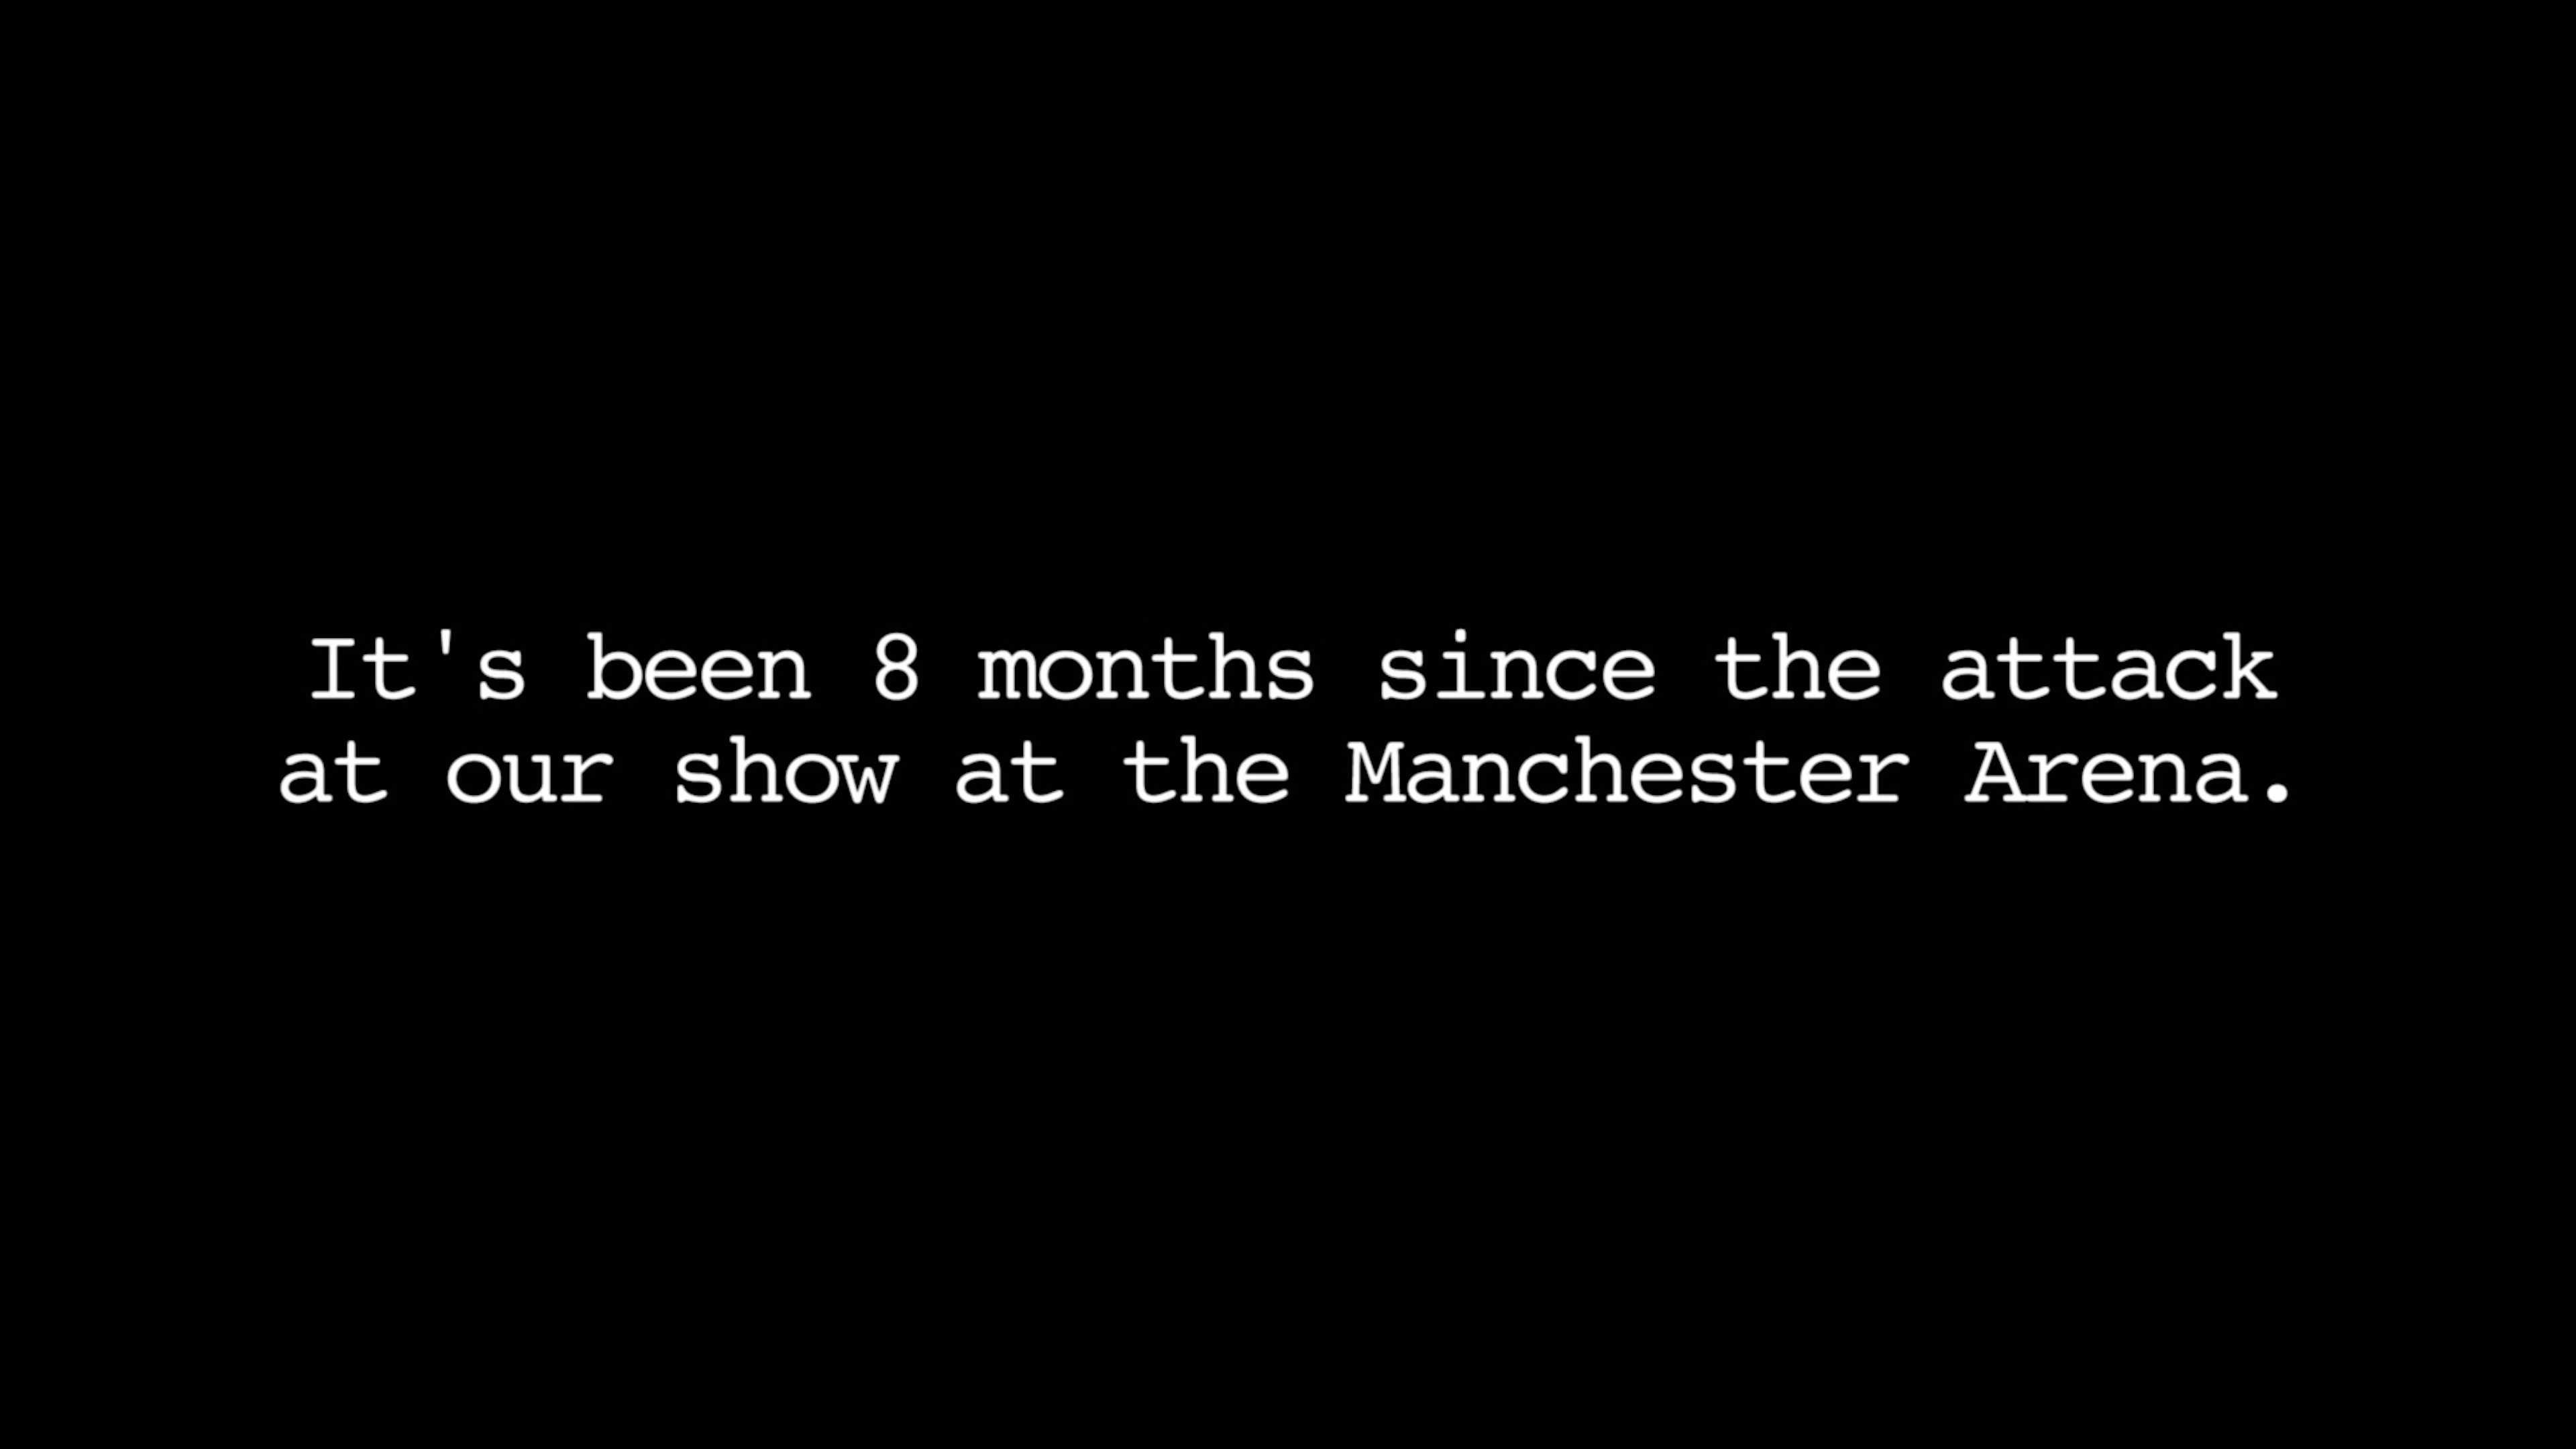 It's been 8 months since the attack
at our show at the Manchester Arena.